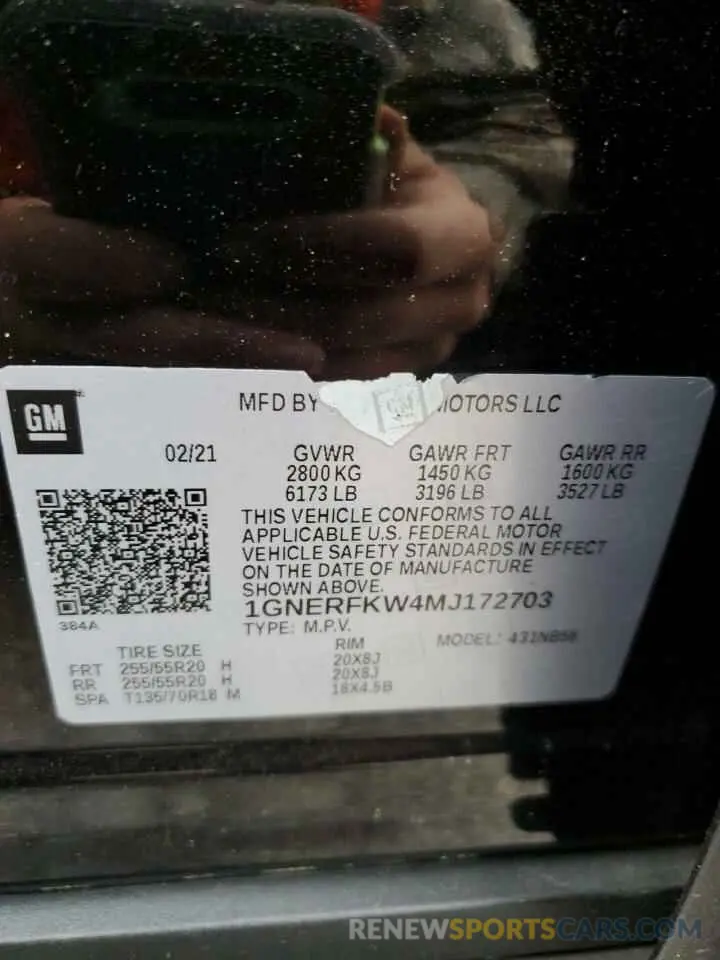 GM
MFD BY MOTORS LLC
02/21 GVWR GAWR FRT GAWR RR
2800 KG 1450 KG 1600 KG
6173 LB 3196 LB 3527 LB
THIS VEHICLE CONFORMS TO ALL
APPLICABLE U.S. FEDERAL MOTOR
VEHICLE SAFETY STANDARDS IN EFFECT
ON THE DATE OF MANUFACTURE
SHOWN ABOVE.
1GNERFKW4MJ172703
384A
TYPE: M.P.V. MODEL: 431NB56
TIRE SIZE RIM
FRT 255/55R20 H 20X8J
RR 255/55R20 H 20X8J
SPA T135/70R18 M 18X4.5B
RENEWSPORTSCARS.COM